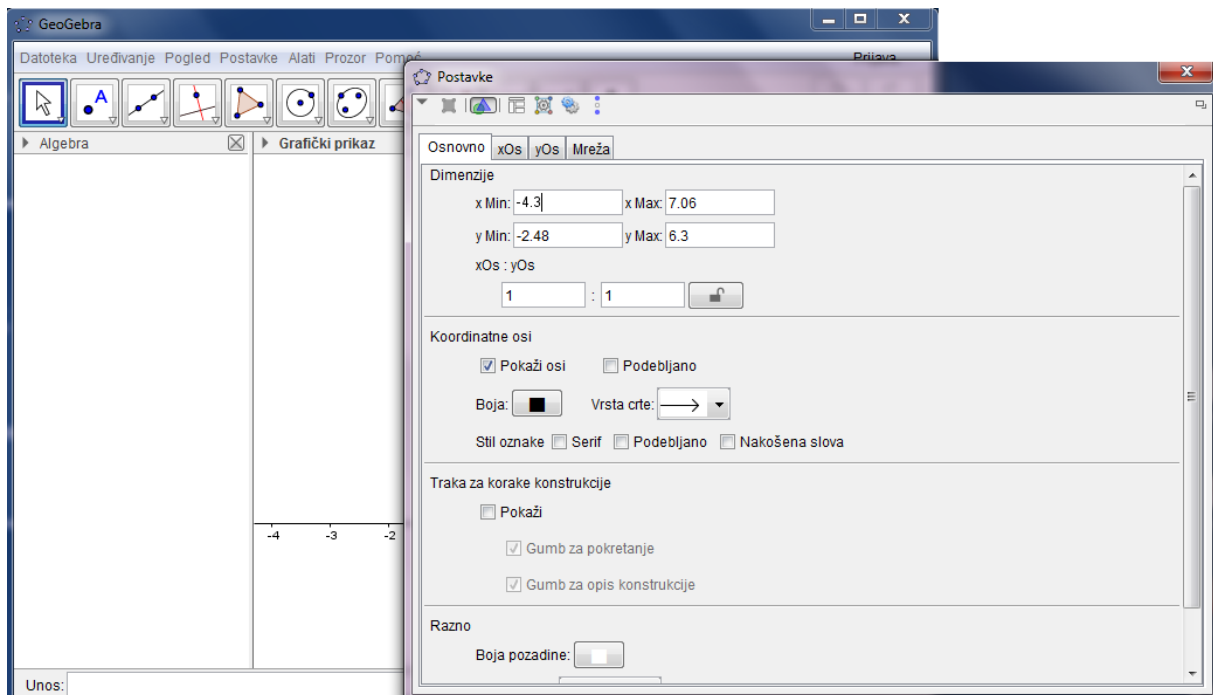 GeoGebra
Datoteka Uređivanje Pogled Postavke Alati Prozor Pomoć
Prijava
A
Algebra
Grafički prikaz
-4 -3 -2
Unos:
Postavke
Osnovno xOs yOs Mreža
Dimenzije
x Min: -4.3 x Max: 7.06
y Min: -2.48 y Max: 6.3
xOs : yOs
1 : 1
Koordinatne osi
Pokaži osi Podebljano
Boja: Vrsta crte:
Stil oznake Serif Podebljano Nakošena slova
Traka za korake konstrukcije
Pokaži
Gumb za pokretanje
Gumb za opis konstrukcije
Razno
Boja pozadine: